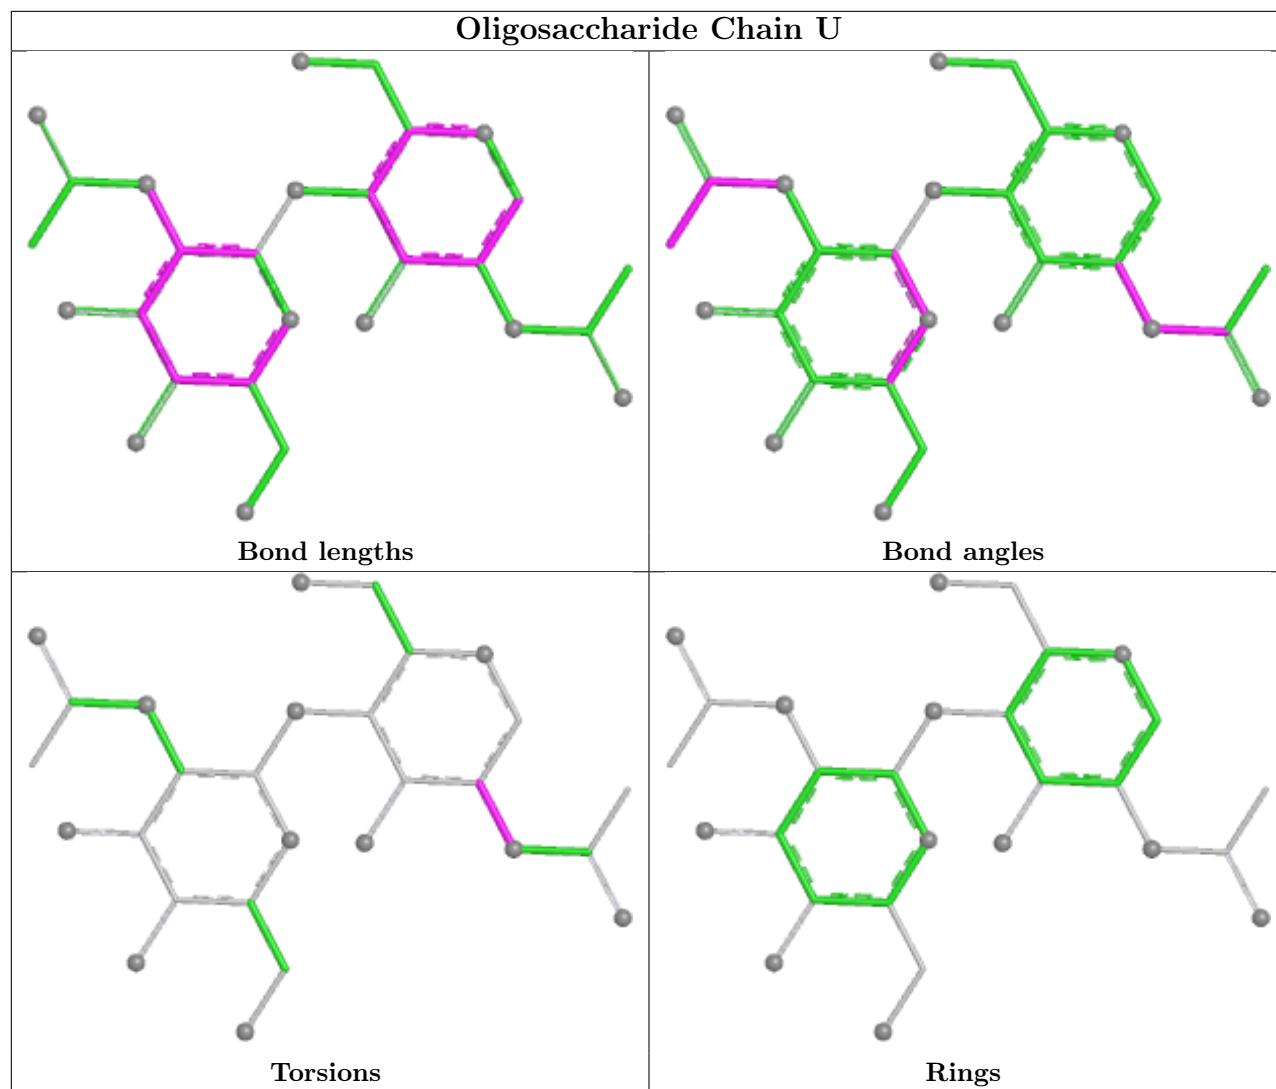 Oligosaccharide Chain U
Bond lengths
Bond angles
Torsions
Rings